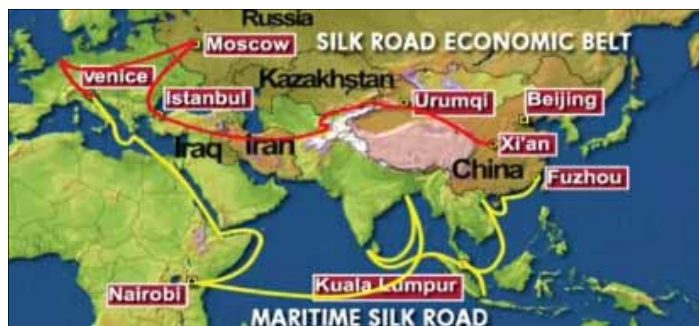 Russia
Moscow
SILK ROAD ECONOMIC BELT
Venice
Kazakhstan
Istanbul
Urumqi
Beijing
Iraq
Iran
Xi'an
China
Fuzhou
Nairobi
Kuala Lumpur
MARITIME SILK ROAD